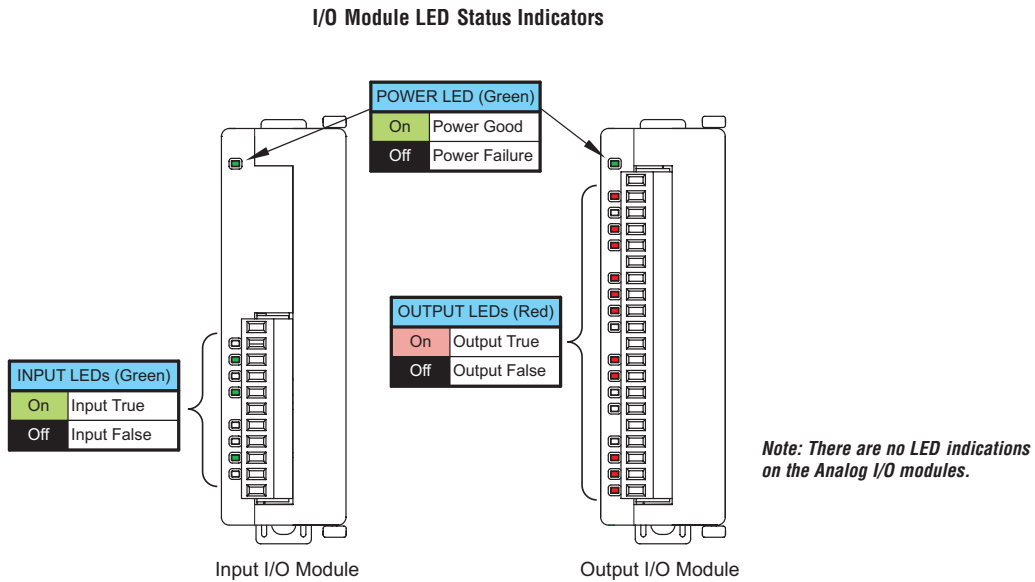 I/O Module LED Status Indicators
POWER LED (Green)
On Power Good
Off Power Failure
OUTPUT LEDs (Red)
On Output True
Off Output False
INPUT LEDs (Green)
On Input True
Off Input False
Note: There are no LED indications
on the Analog I/O modules.
Input I/O Module
Output I/O Module